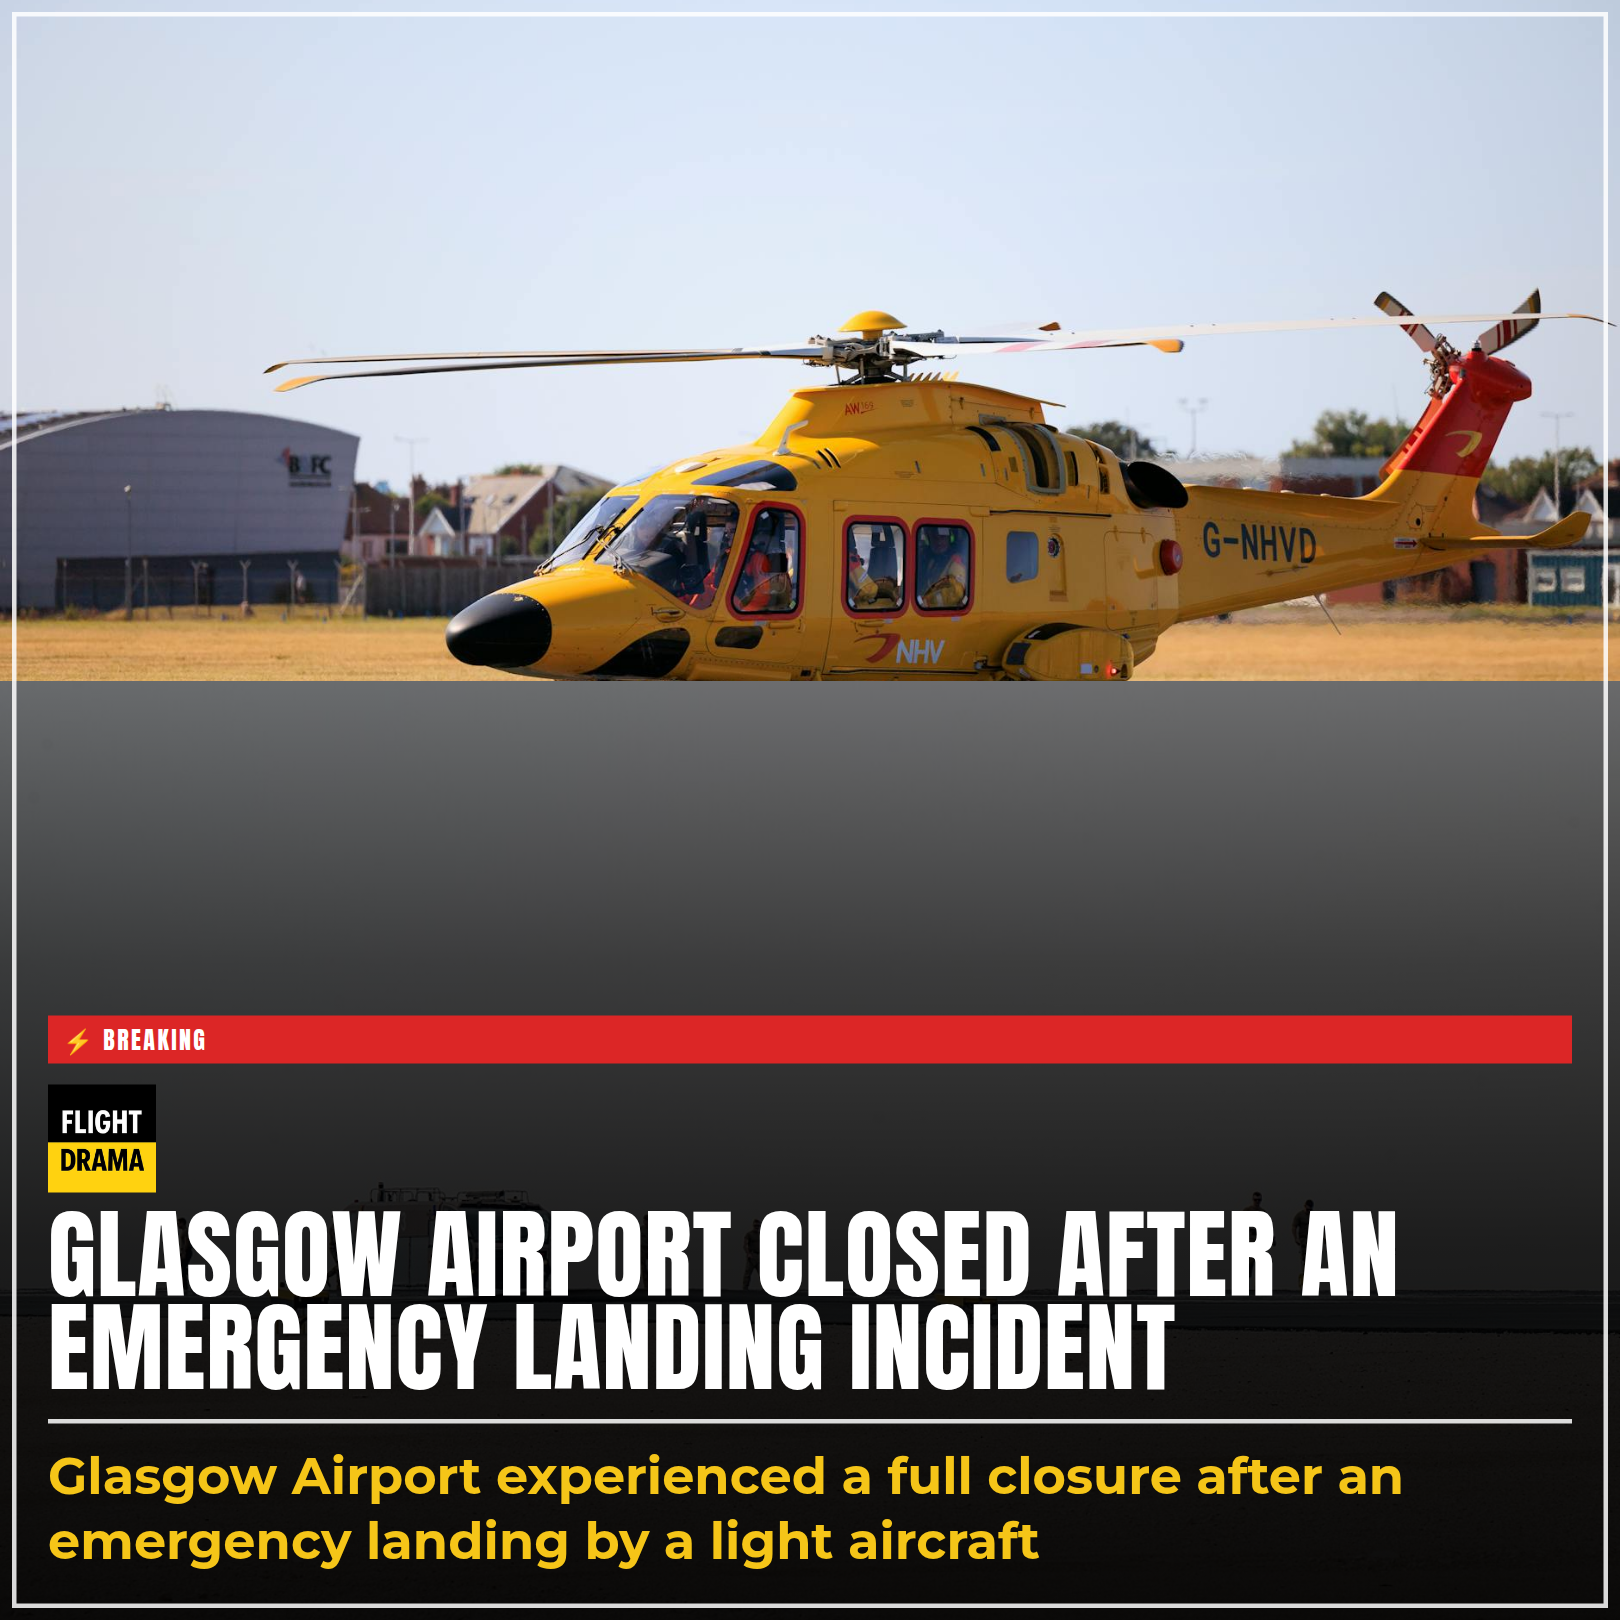 AW169
G-NHVD
NHV
⚡ BREAKING
FLIGHT
DRAMA
GLASGOW AIRPORT CLOSED AFTER AN
EMERGENCY LANDING INCIDENT
Glasgow Airport experienced a full closure after an
emergency landing by a light aircraft